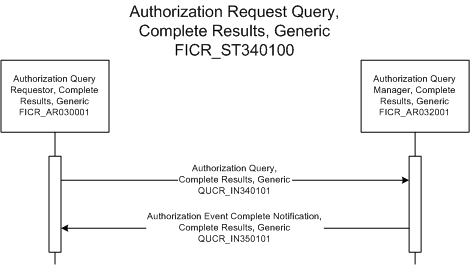 Authorization Request Query,
Complete Results, Generic
FICR_ST340100
Authorization Query
Requestor, Complete
Results, Generic
FICR_AR030001
Authorization Query
Manager, Complete
Results, Generic
FICR_AR032001
Authorization Query,
Complete Results, Generic
QUCR_IN340101
Authorization Event Complete Notification,
Complete Results, Generic
QUCR_IN350101